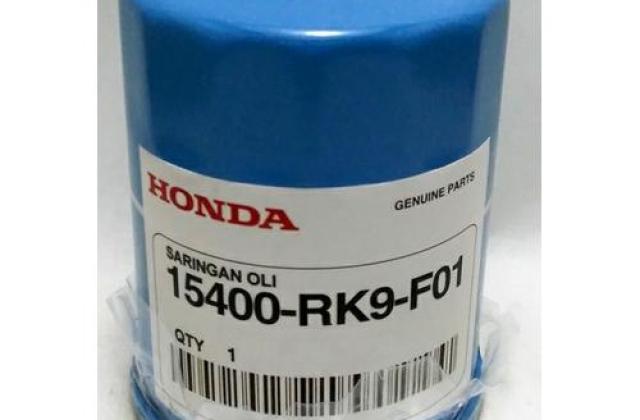 HONDA
GENUINE PARTS
SARINGAN OLI
15400-RK9-F01
QTY 1